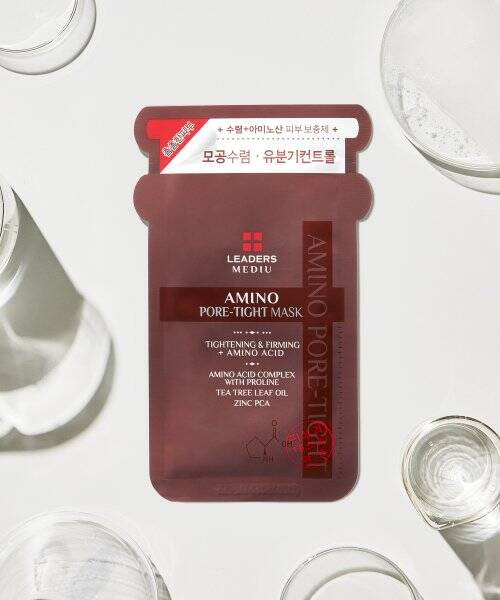 + 수렴+아미노산 피부 보충제 +
모공수렴 · 유분기컨트롤
LEADERS
MEDIU
AMINO
PORE-TIGHT MASK
TIGHTENING & FIRMING
+ AMINO ACID
AMINO ACID COMPLEX
WITH PROLINE
TEA TREE LEAF OIL
ZINC PCA
AMINO PORE-TIGHT
O
OH
NH